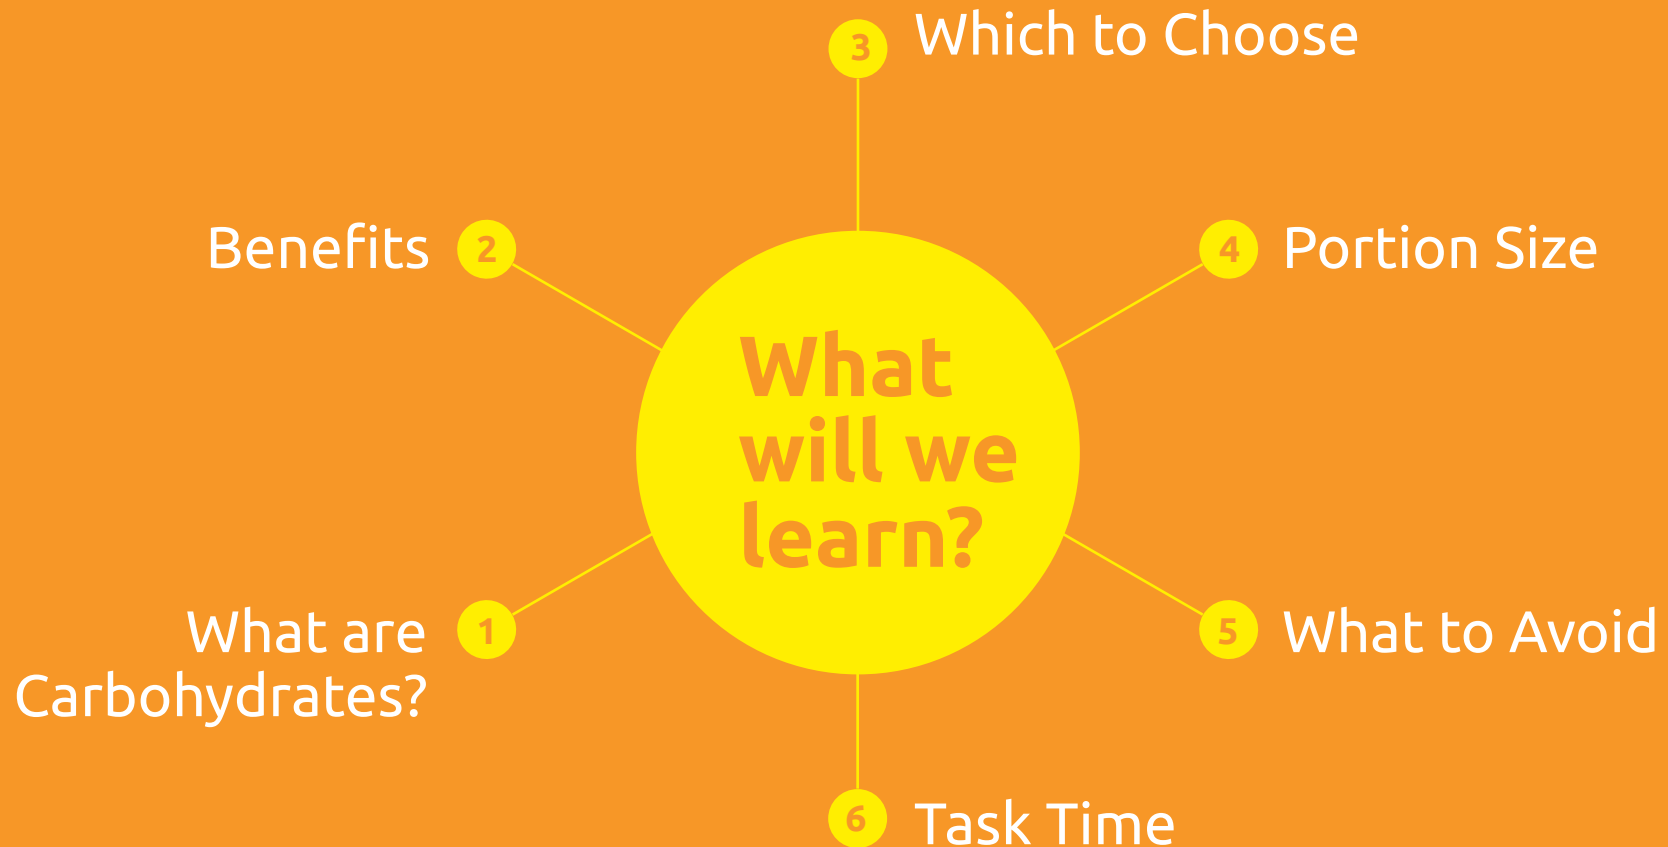 What
will we
learn?
1
What are
Carbohydrates?
2
Benefits
3
Which to Choose
4
Portion Size
5
What to Avoid
6
Task Time